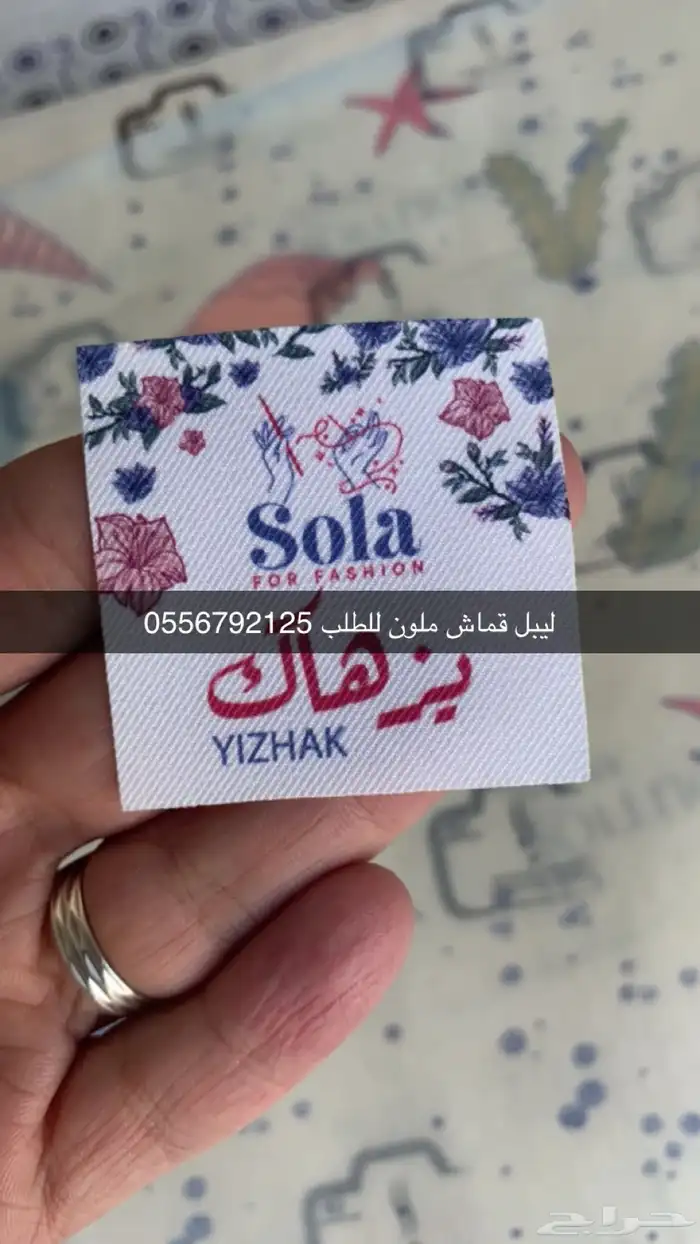 Sola
FOR FASHION
ليبل قماش ملون للطلب 0556792125
يزهاك
YIZHAK
حراج